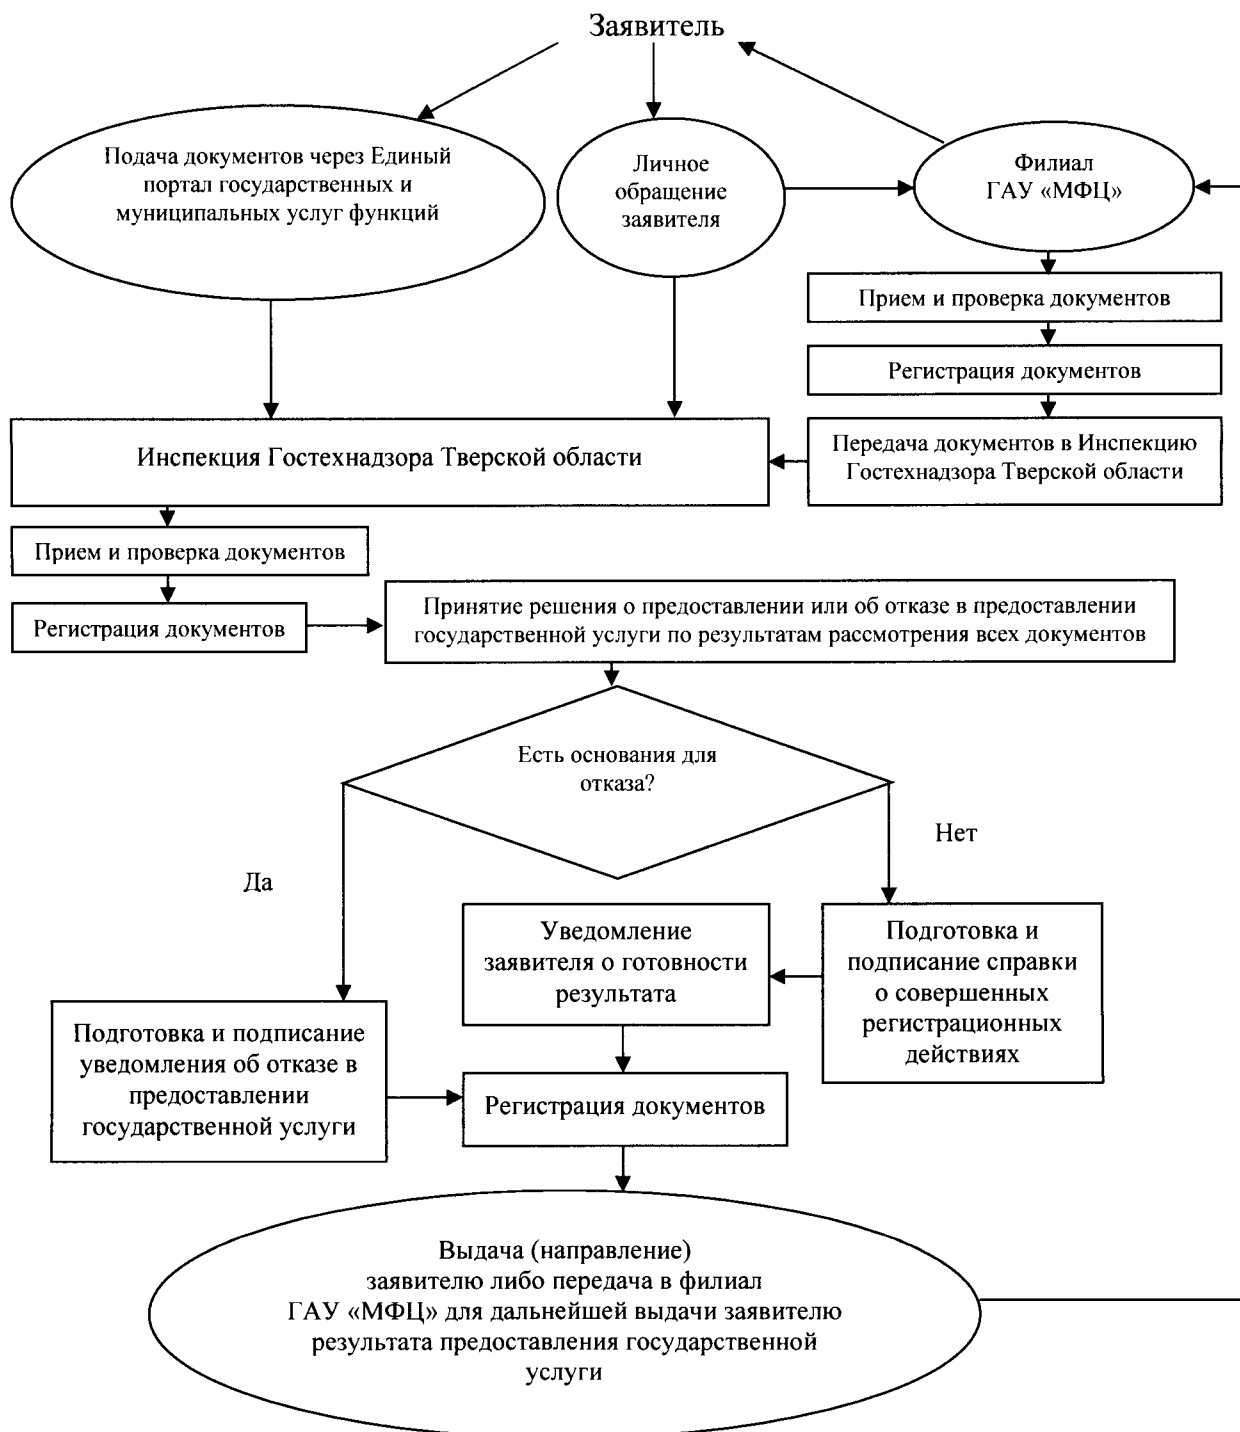 Заявитель
Подача документов через Единый
портал государственных и
муниципальных услуг функций
Личное
обращение
заявителя
Филиал
ГАУ «МФЦ»
Прием и проверка документов
Регистрация документов
Передача документов в Инспекцию
Гостехнадзора Тверской области
Инспекция Гостехнадзора Тверской области
Прием и проверка документов
Регистрация документов
Принятие решения о предоставлении или об отказе в предоставлении
государственной услуги по результатам рассмотрения всех документов
Есть основания для
отказа?
Да
Нет
Уведомление
заявителя о готовности
результата
Подготовка и
подписание справки
о совершенных
регистрационных
действиях
Подготовка и подписание
уведомления об отказе в
предоставлении
государственной услуги
Регистрация документов
Выдача (направление)
заявителю либо передача в филиал
ГАУ «МФЦ» для дальнейшей выдачи заявителю
результата предоставления государственной
услуги